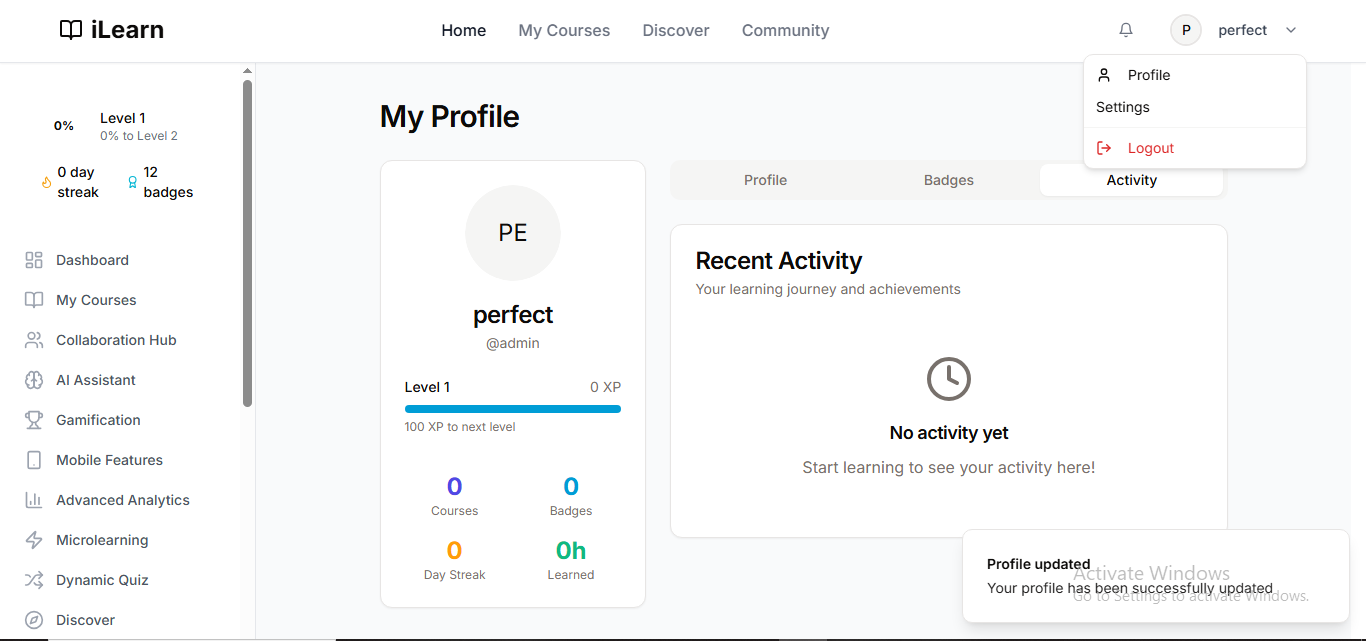 iLearn
Home My Courses Discover Community
P perfect
Profile
Settings
Logout
0% Level 1
0% to Level 2
0 day streak
12 badges
Dashboard
My Courses
Collaboration Hub
AI Assistant
Gamification
Mobile Features
Advanced Analytics
Microlearning
Dynamic Quiz
Discover
My Profile
PE
perfect
@admin
Level 1 0 XP
100 XP to next level
0 0
Courses Badges
0 0h
Day Streak Learned
Profile Badges Activity
Recent Activity
Your learning journey and achievements
No activity yet
Start learning to see your activity here!
Profile updated
Your profile has been successfully updated
Activate Windows
Go to Settings to activate Windows.